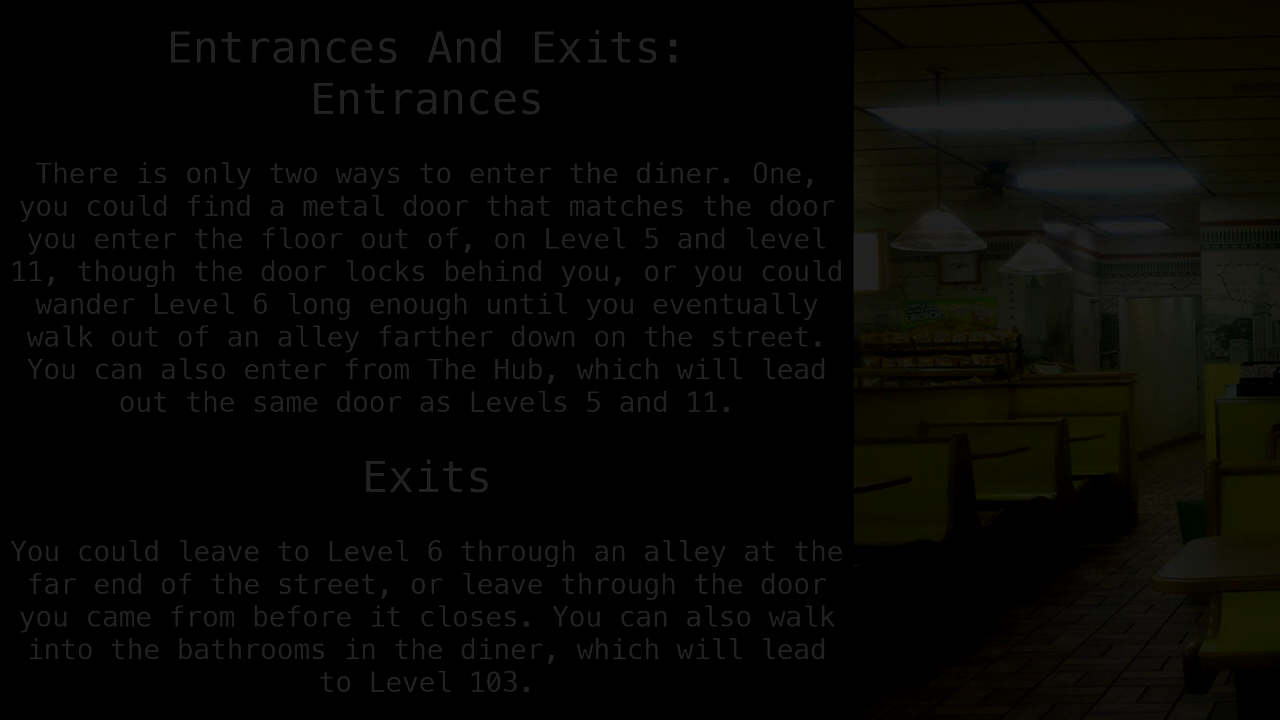 Entrances And Exits:
Entrances
There is only two ways to enter the diner. One,
you could find a metal door that matches the door
you enter the floor out of, on Level 5 and level
11, though the door locks behind you, or you could
wander Level 6 long enough until you eventually
walk out of an alley farther down on the street.
You can also enter from The Hub, which will lead
out the same door as Levels 5 and 11.
Exits
You could leave to Level 6 through an alley at the
far end of the street, or leave through the door
you came from before it closes. You can also walk
into the bathrooms in the diner, which will lead
to Level 103.